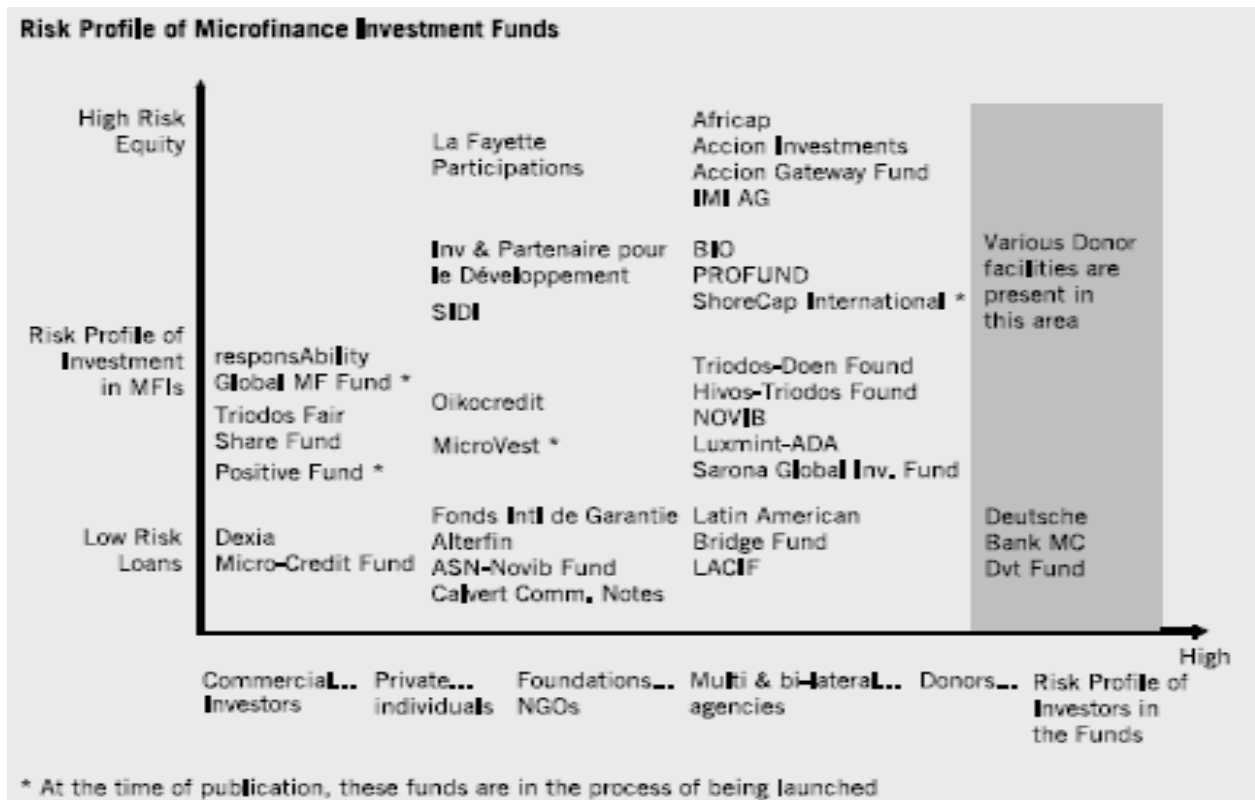 Risk Profile of Microfinance Investment Funds
High Risk
Equity
La Fayette
Participations
Africap
Accion Investments
Accion Gateway Fund
IMI AG
Inv & Partenaire pour
le Développement
SIDI
BIO
PROFUND
ShoreCap International *
Various Donor
facilities are
present in
this area
Risk Profile of
Investment
in MFIs
responsAbility
Global MF Fund *
Triodos Fair
Share Fund
Positive Fund *
Oikocredit
MicroVest *
Triodos-Doen Found
Hivos-Triodos Found
NOVIB
Luxmint-ADA
Sarona Global Inv. Fund
Low Risk
Loans
Dexia
Micro-Credit Fund
Fonds Intl de Garantie
Alterfin
ASN-Novib Fund
Calvert Comm. Notes
Latin American
Bridge Fund
LACIF
Deutsche
Bank MC
Dvt Fund
High
Commercial...
Investors
Private...
individuals
Foundations...
NGOs
Multi & bi-lateral...
agencies
Donors...
Risk Profile of
Investors in
the Funds
* At the time of publication, these funds are in the process of being launched